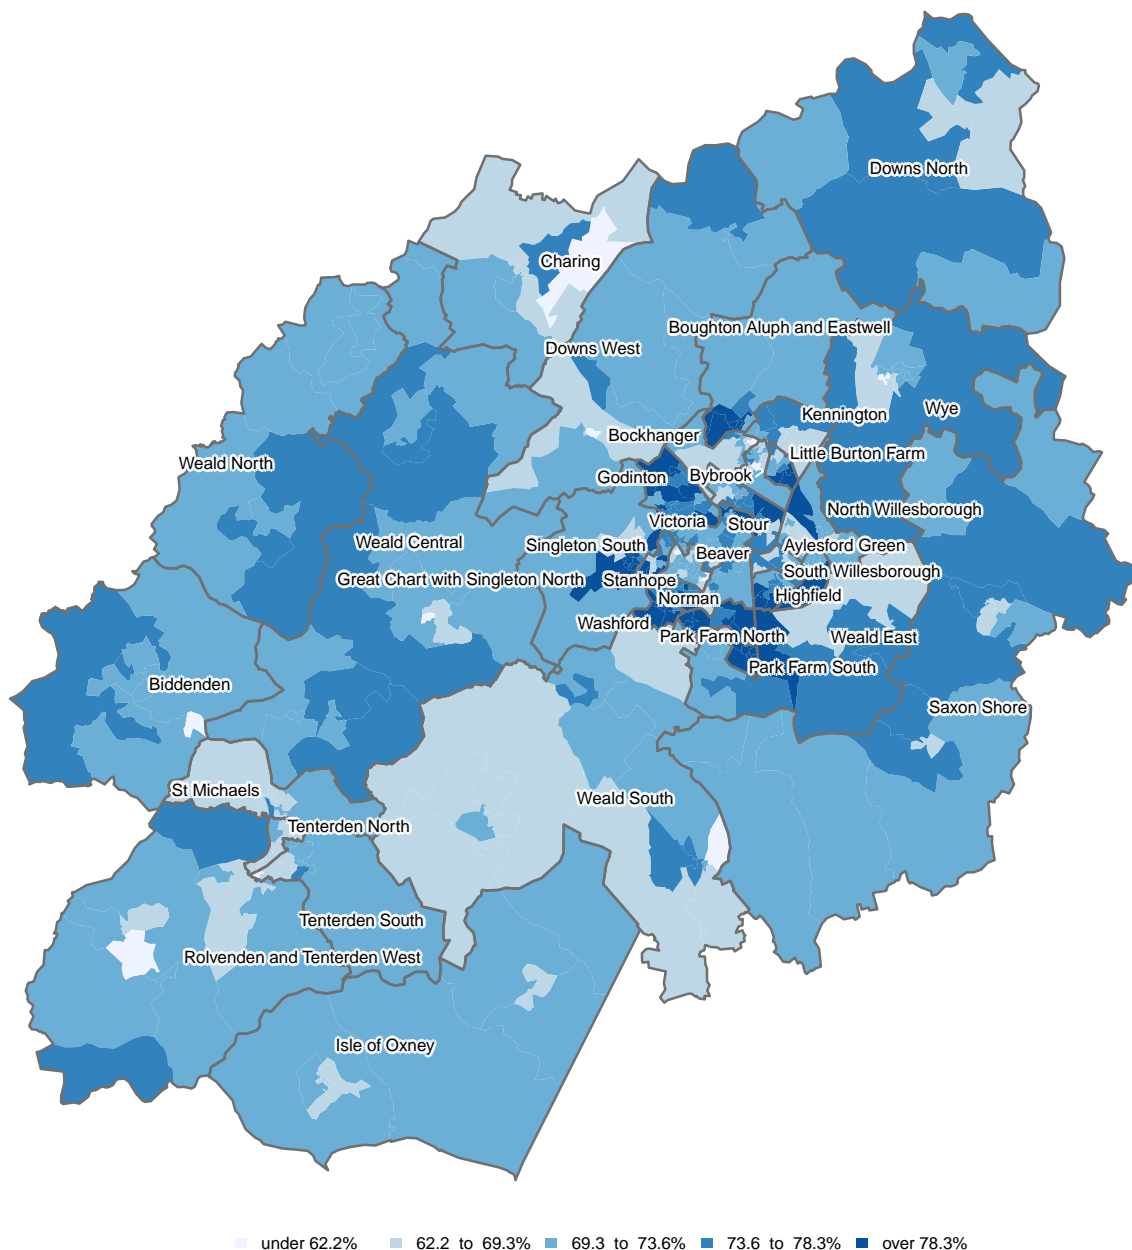 Downs North
Charing
Boughton Aluph and Eastwell
Downs West
Wye
Kennington
Bockhanger
Little Burton Farm
Weald North
Godinton
Bybrook
North Willesborough
Victoria
Stour
Weald Central
Singleton South
Aylesford Green
Beaver
South Willesborough
Great Chart with Singleton North
Stanhope
Highfield
Norman
Washford
Park Farm North
Weald East
Park Farm South
Biddenden
Saxon Shore
St Michaels
Weald South
Tenterden North
Tenterden South
Rolvenden and Tenterden West
Isle of Oxney
under 62.2% 62.2 to 69.3% 69.3 to 73.6% 73.6 to 78.3% over 78.3%